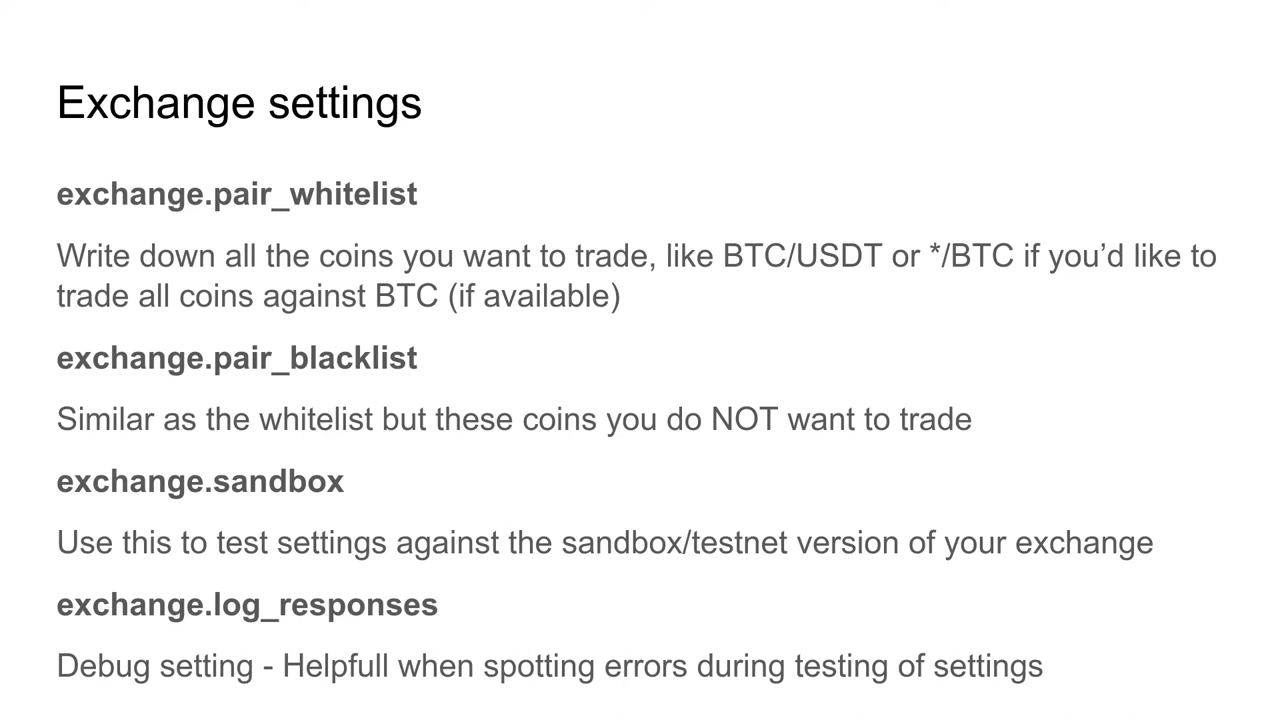 Exchange settings
exchange.pair_whitelist
Write down all the coins you want to trade, like BTC/USDT or */BTC if you’d like to
trade all coins against BTC (if available)
exchange.pair_blacklist
Similar as the whitelist but these coins you do NOT want to trade
exchange.sandbox
Use this to test settings against the sandbox/testnet version of your exchange
exchange.log_responses
Debug setting - Helpfull when spotting errors during testing of settings